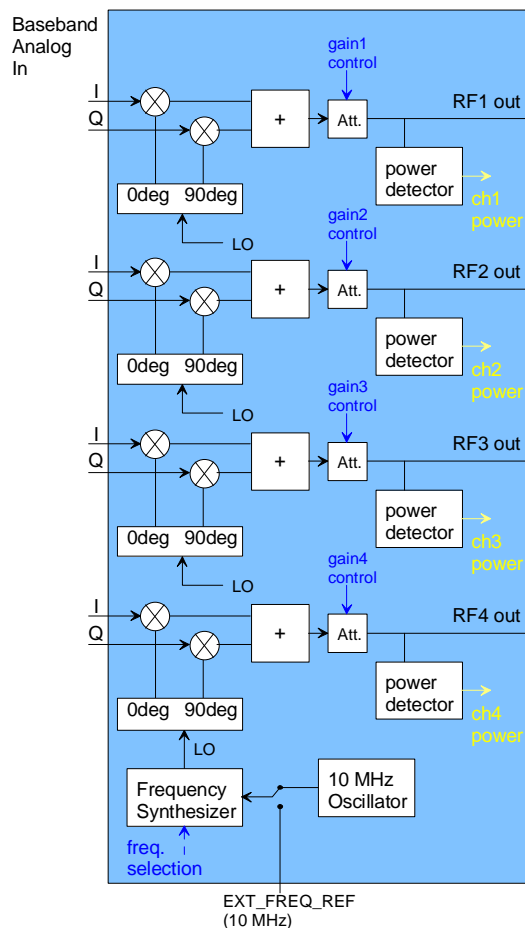 Baseband
Analog
In
gain1
control
I
Q
+
Att.
RF1 out
power
detector
ch1
power
0deg 90deg
LO
gain2
control
I
Q
+
Att.
RF2 out
power
detector
ch2
power
0deg 90deg
LO
gain3
control
I
Q
+
Att.
RF3 out
power
detector
ch3
power
0deg 90deg
LO
gain4
control
I
Q
+
Att.
RF4 out
power
detector
ch4
power
0deg 90deg
LO
Frequency
Synthesizer
10 MHz
Oscillator
freq.
selection
EXT_FREQ_REF
(10 MHz)